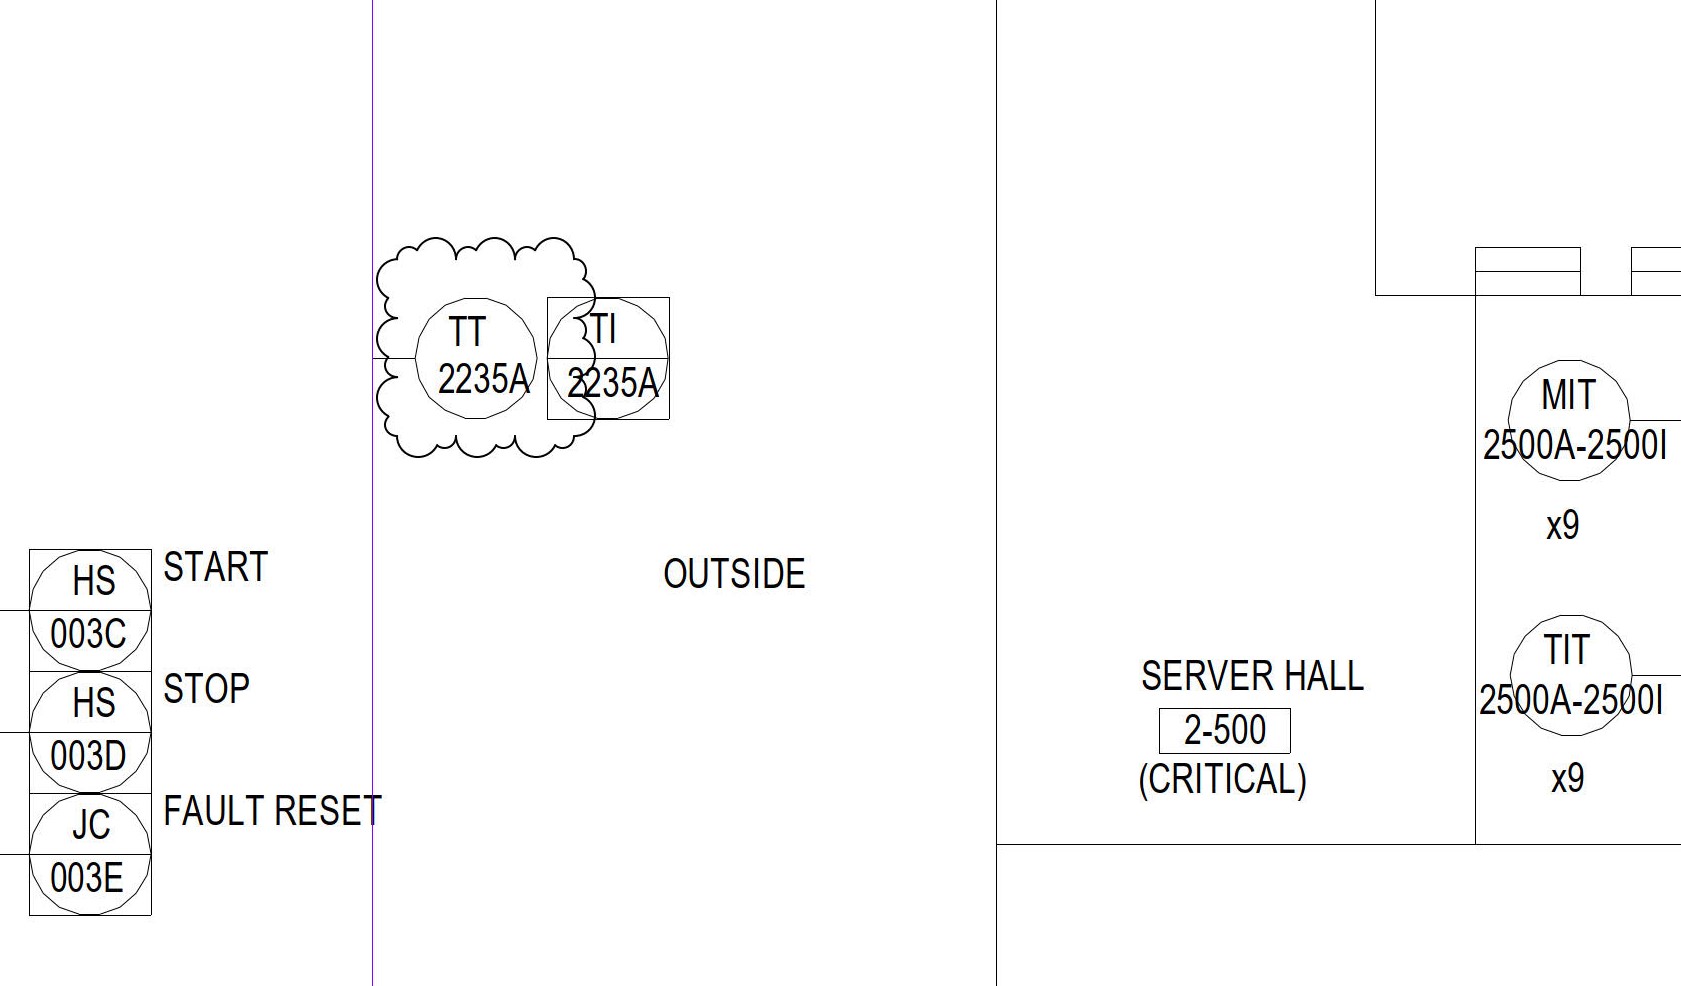 TT
2235A
TI
2235A
HS
003C
START
HS
003D
STOP
JC
003E
FAULT RESET
OUTSIDE
SERVER HALL
2-500
(CRITICAL)
MIT
2500A-2500I
x9
TIT
2500A-2500I
x9